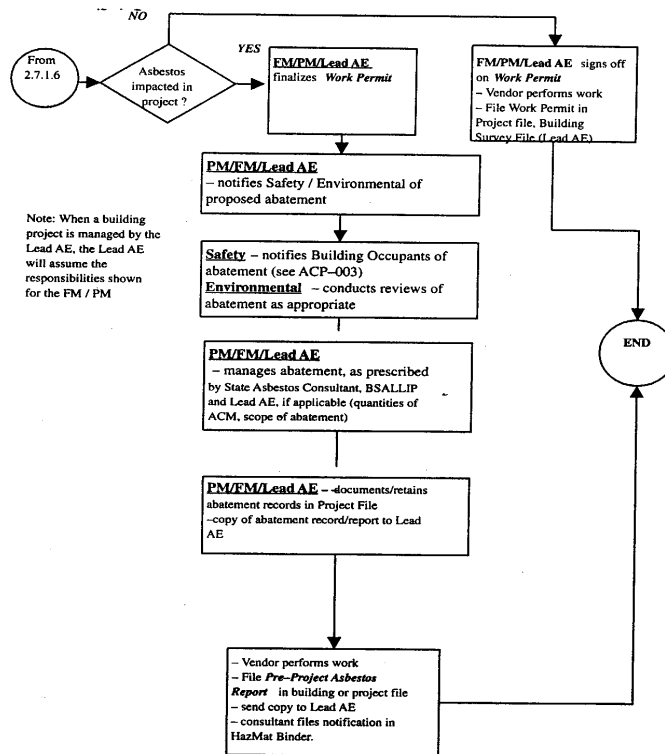 NO
From
2.7.1.6
Asbestos
impacted in
project ?
YES
FM/PM/Lead AE
finalizes Work Permit
FM/PM/Lead AE signs off
on Work Permit
– Vendor performs work
– File Work Permit in
Project file, Building
Survey File (Lead AE)
PM/FM/Lead AE
– notifies Safety / Environmental of
proposed abatement
Note: When a building
project is managed by the
Lead AE, the Lead AE
will assume the
responsibilities shown
for the FM / PM
Safety – notifies Building Occupants of
abatement (see ACP–003)
Environmental – conducts reviews of
abatement as appropriate
END
PM/FM/Lead AE
– manages abatement, as prescribed
by State Asbestos Consultant, BSALLIP
and Lead AE, if applicable (quantities of
ACM, scope of abatement)
PM/FM/Lead AE – –documents/retains
abatement records in Project File
–copy of abatement record/report to Lead
AE
– Vendor performs work
– File Pre–Project Asbestos
Report in building or project file
– send copy to Lead AE
– consultant files notification in
HazMat Binder.